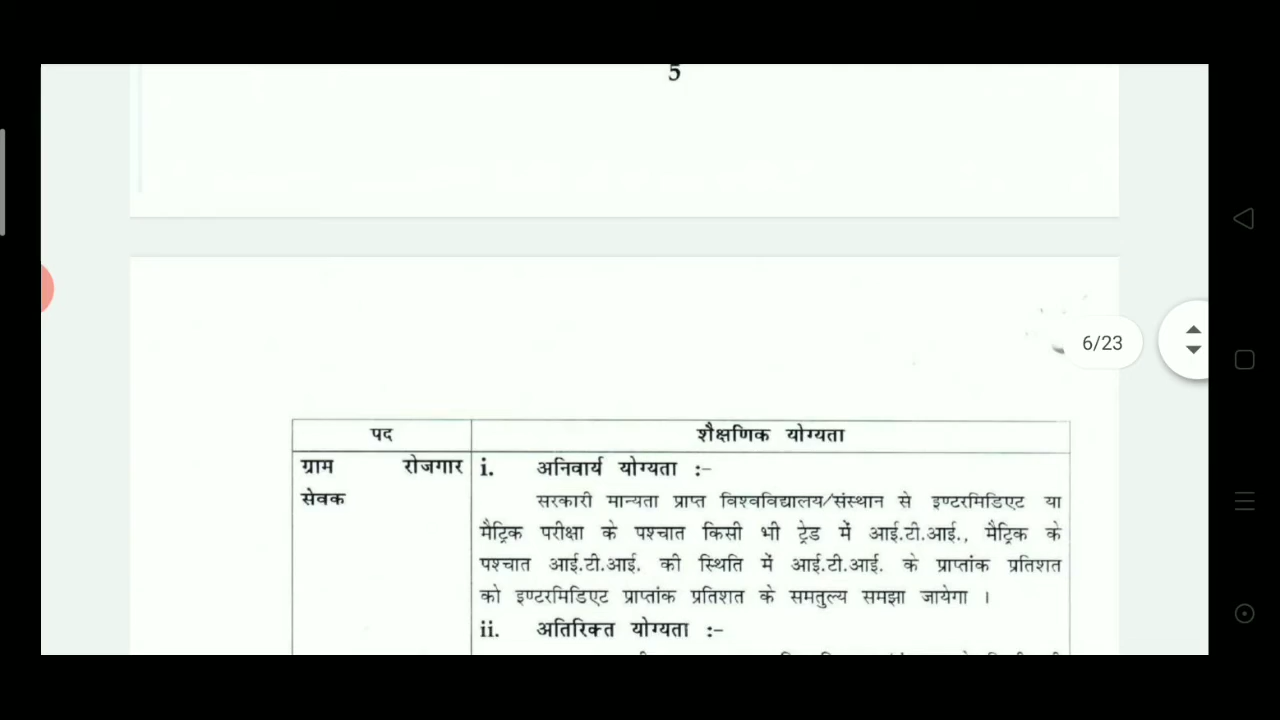 5
6/23
पद शैक्षणिक योग्यता
ग्राम रोजगार सेवक
i. अनिवार्य योग्यता :-
सरकारी मान्यता प्राप्त विश्वविद्यालय/संस्थान से इण्टरमिडिएट या
मैट्रिक परीक्षा के पश्चात किसी भी ट्रेड में आई.टी.आई., मैट्रिक के
पश्चात आई.टी.आई. की स्थिति में आई.टी.आई. के प्राप्तांक प्रतिशत
को इण्टरमिडिएट प्राप्तांक प्रतिशत के समतुल्य समझा जायेगा ।
ii. अतिरिक्त योग्यता :-